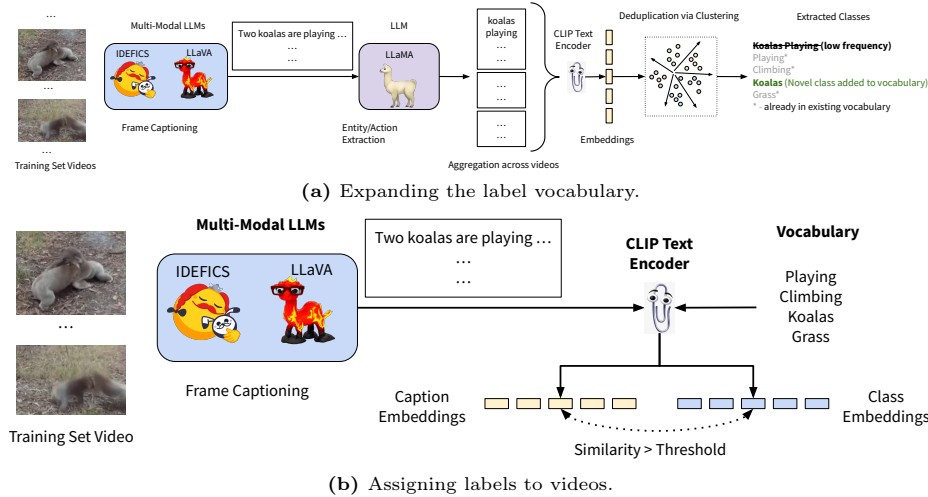 ...
Multi-Modal LLMs
IDEFICS
LLaVA
Frame Captioning
...
...
Training Set Videos
Two koalas are playing ...
...
...
LLM
LLaMA
Entity/Action
Extraction
koalas
playing
...
...
...
...
...
Aggregation across videos
CLIP Text
Encoder
Embeddings
Deduplication via Clustering
Extracted Classes
Koalas Playing (low frequency)
Playing*
Climbing*
Koalas (Novel class added to vocabulary)
Grass*
* - already in existing vocabulary
(a) Expanding the label vocabulary.
Multi-Modal LLMs
IDEFICS
LLaVA
Frame Captioning
...
Training Set Video
Two koalas are playing ...
...
...
CLIP Text
Encoder
Vocabulary
Playing
Climbing
Koalas
Grass
Caption
Embeddings
Class
Embeddings
Similarity > Threshold
(b) Assigning labels to videos.